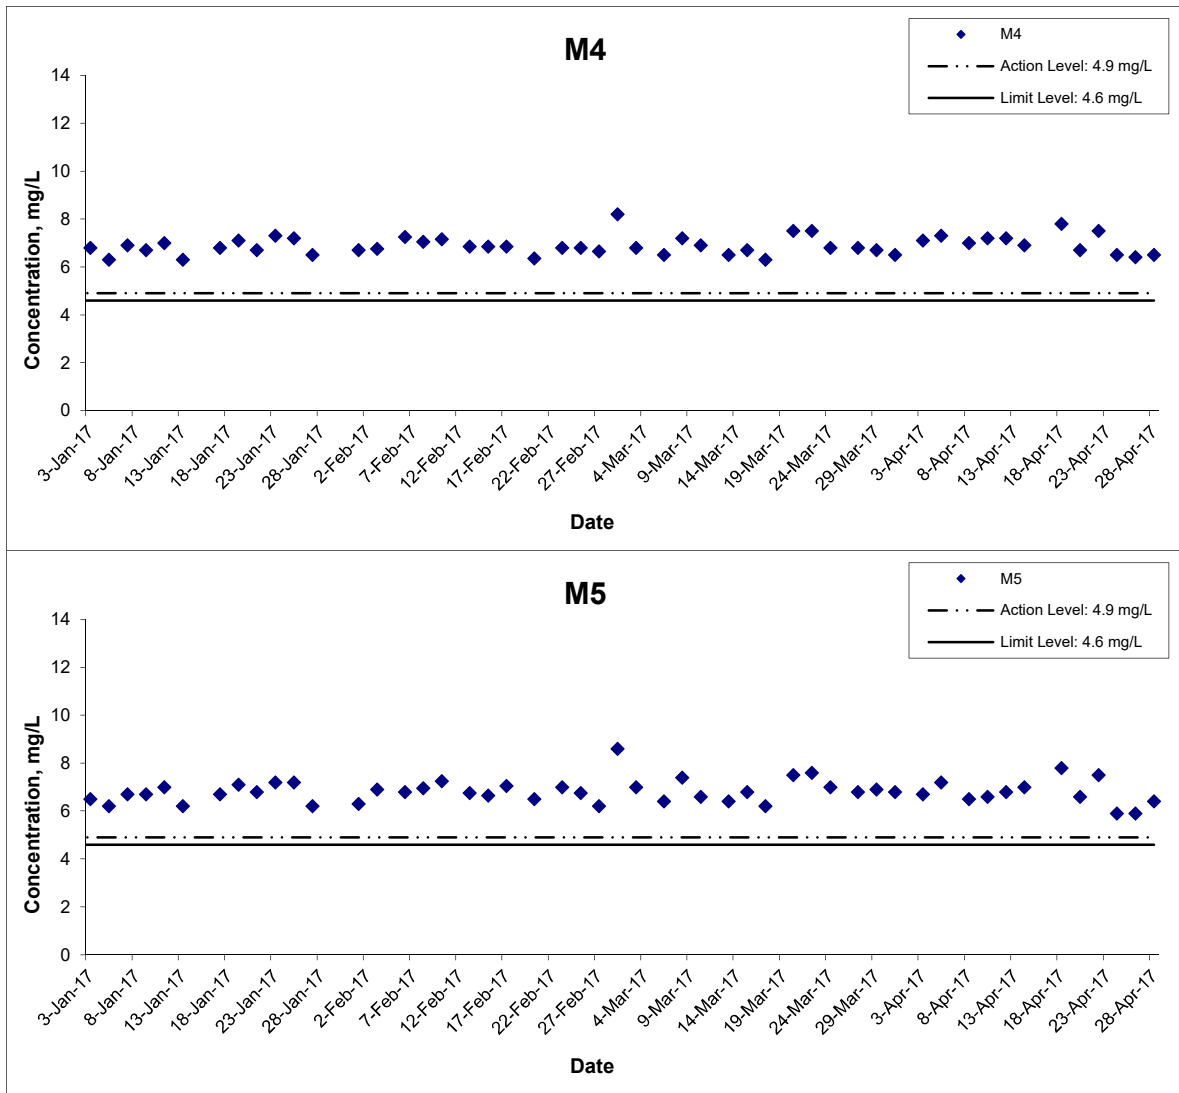 M4
M4
Action Level: 4.9 mg/L
Limit Level: 4.6 mg/L
Concentration, mg/L
14
12
10
8
6
4
2
0
3-Jan-17
8-Jan-17
13-Jan-17
18-Jan-17
23-Jan-17
28-Jan-17
2-Feb-17
7-Feb-17
12-Feb-17
17-Feb-17
22-Feb-17
27-Feb-17
4-Mar-17
9-Mar-17
14-Mar-17
19-Mar-17
24-Mar-17
29-Mar-17
3-Apr-17
8-Apr-17
13-Apr-17
18-Apr-17
23-Apr-17
28-Apr-17
Date
M5
M5
Action Level: 4.9 mg/L
Limit Level: 4.6 mg/L
Concentration, mg/L
14
12
10
8
6
4
2
0
3-Jan-17
8-Jan-17
13-Jan-17
18-Jan-17
23-Jan-17
28-Jan-17
2-Feb-17
7-Feb-17
12-Feb-17
17-Feb-17
22-Feb-17
27-Feb-17
4-Mar-17
9-Mar-17
14-Mar-17
19-Mar-17
24-Mar-17
29-Mar-17
3-Apr-17
8-Apr-17
13-Apr-17
18-Apr-17
23-Apr-17
28-Apr-17
Date